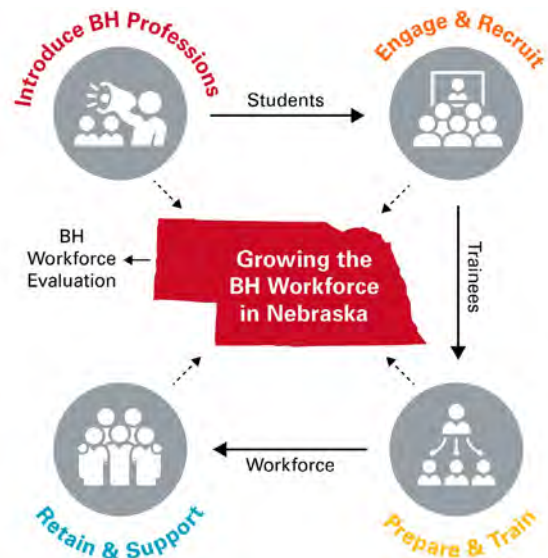 Introduce BH Professions
Engage & Recruit
Students
BH
Workforce
Evaluation
Growing the
BH Workforce
in Nebraska
Trainees
Workforce
Retain & Support
Prepare & Train